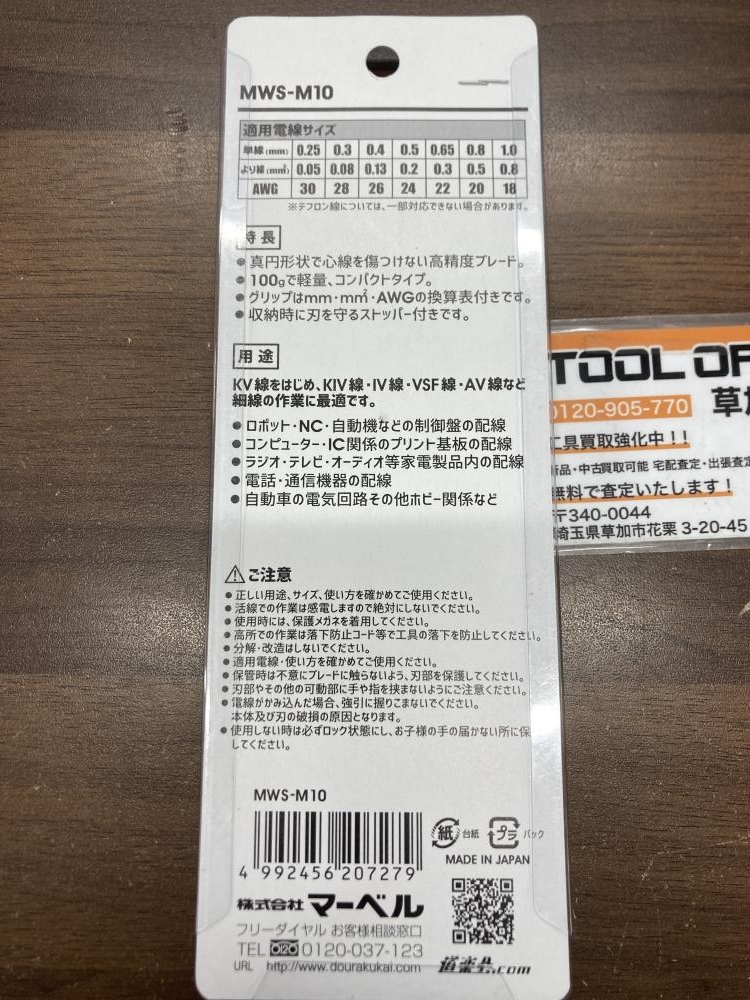 MWS-M10
適用電線サイズ
単線(mm) 0.25 0.3 0.4 0.5 0.65 0.8 1.0
より線(m㎡) 0.05 0.08 0.13 0.2 0.3 0.5 0.8
AWG 30 28 26 24 22 20 18
※テフロン線については、一部対応できない場合があります。
特長
●真円形状で心線を傷つけない高精度ブレード。
●100gで軽量、コンパクトタイプ。
●グリップはmm・m㎡・AWGの換算表付きです。
●収納時に刃を守るストッパー付きです。
用途
KV線をはじめ、KIV線・IV線・VSF線・AV線など
細線の作業に最適です。
●ロボット・NC・自動機などの制御盤の配線
●コンピューター・IC関係のプリント基板の配線
●ラジオ・テレビ・オーディオ等家電製品内の配線
●電話・通信機器の配線
●自動車の電気回路その他ホビー関係など
⚠ご注意
●正しい用途、サイズ、使い方を確かめてご使用ください。
●活線での作業は感電しますので絶対にしないでください。
●使用時には、保護メガネを着用してください。
●高所での作業は落下防止コード等で工具の落下を防止してください。
●分解・改造はしないでください。
●適用電線・使い方を確かめてご使用ください。
●保管時は不意にブレードに触らないよう、刃部を保護してください。
●刃部やその他の可動部に手や指を挟まないようにご注意ください。
●電線がかみ込んだ場合、強引に握りこまないでください。
本体及び刃の破損の原因となります。
●使用しない時は必ずロック状態にし、お子様の手の届かない所に保
してください。
MWS-M10
4 992456 207279
紙 台紙 プラ パック
MADE IN JAPAN
株式会社 マーベル
フリーダイヤル お客様相談窓口
TEL 0120-037-123
URL http://www.dourakukai.com/
道楽会.com
TOOL OF
0120-905-770
草加
工具買取強化中!!
新品・中古買取可能 宅配査定・出張査定
無料で査定いたします!
〒340-0044
埼玉県草加市花栗 3-20-45